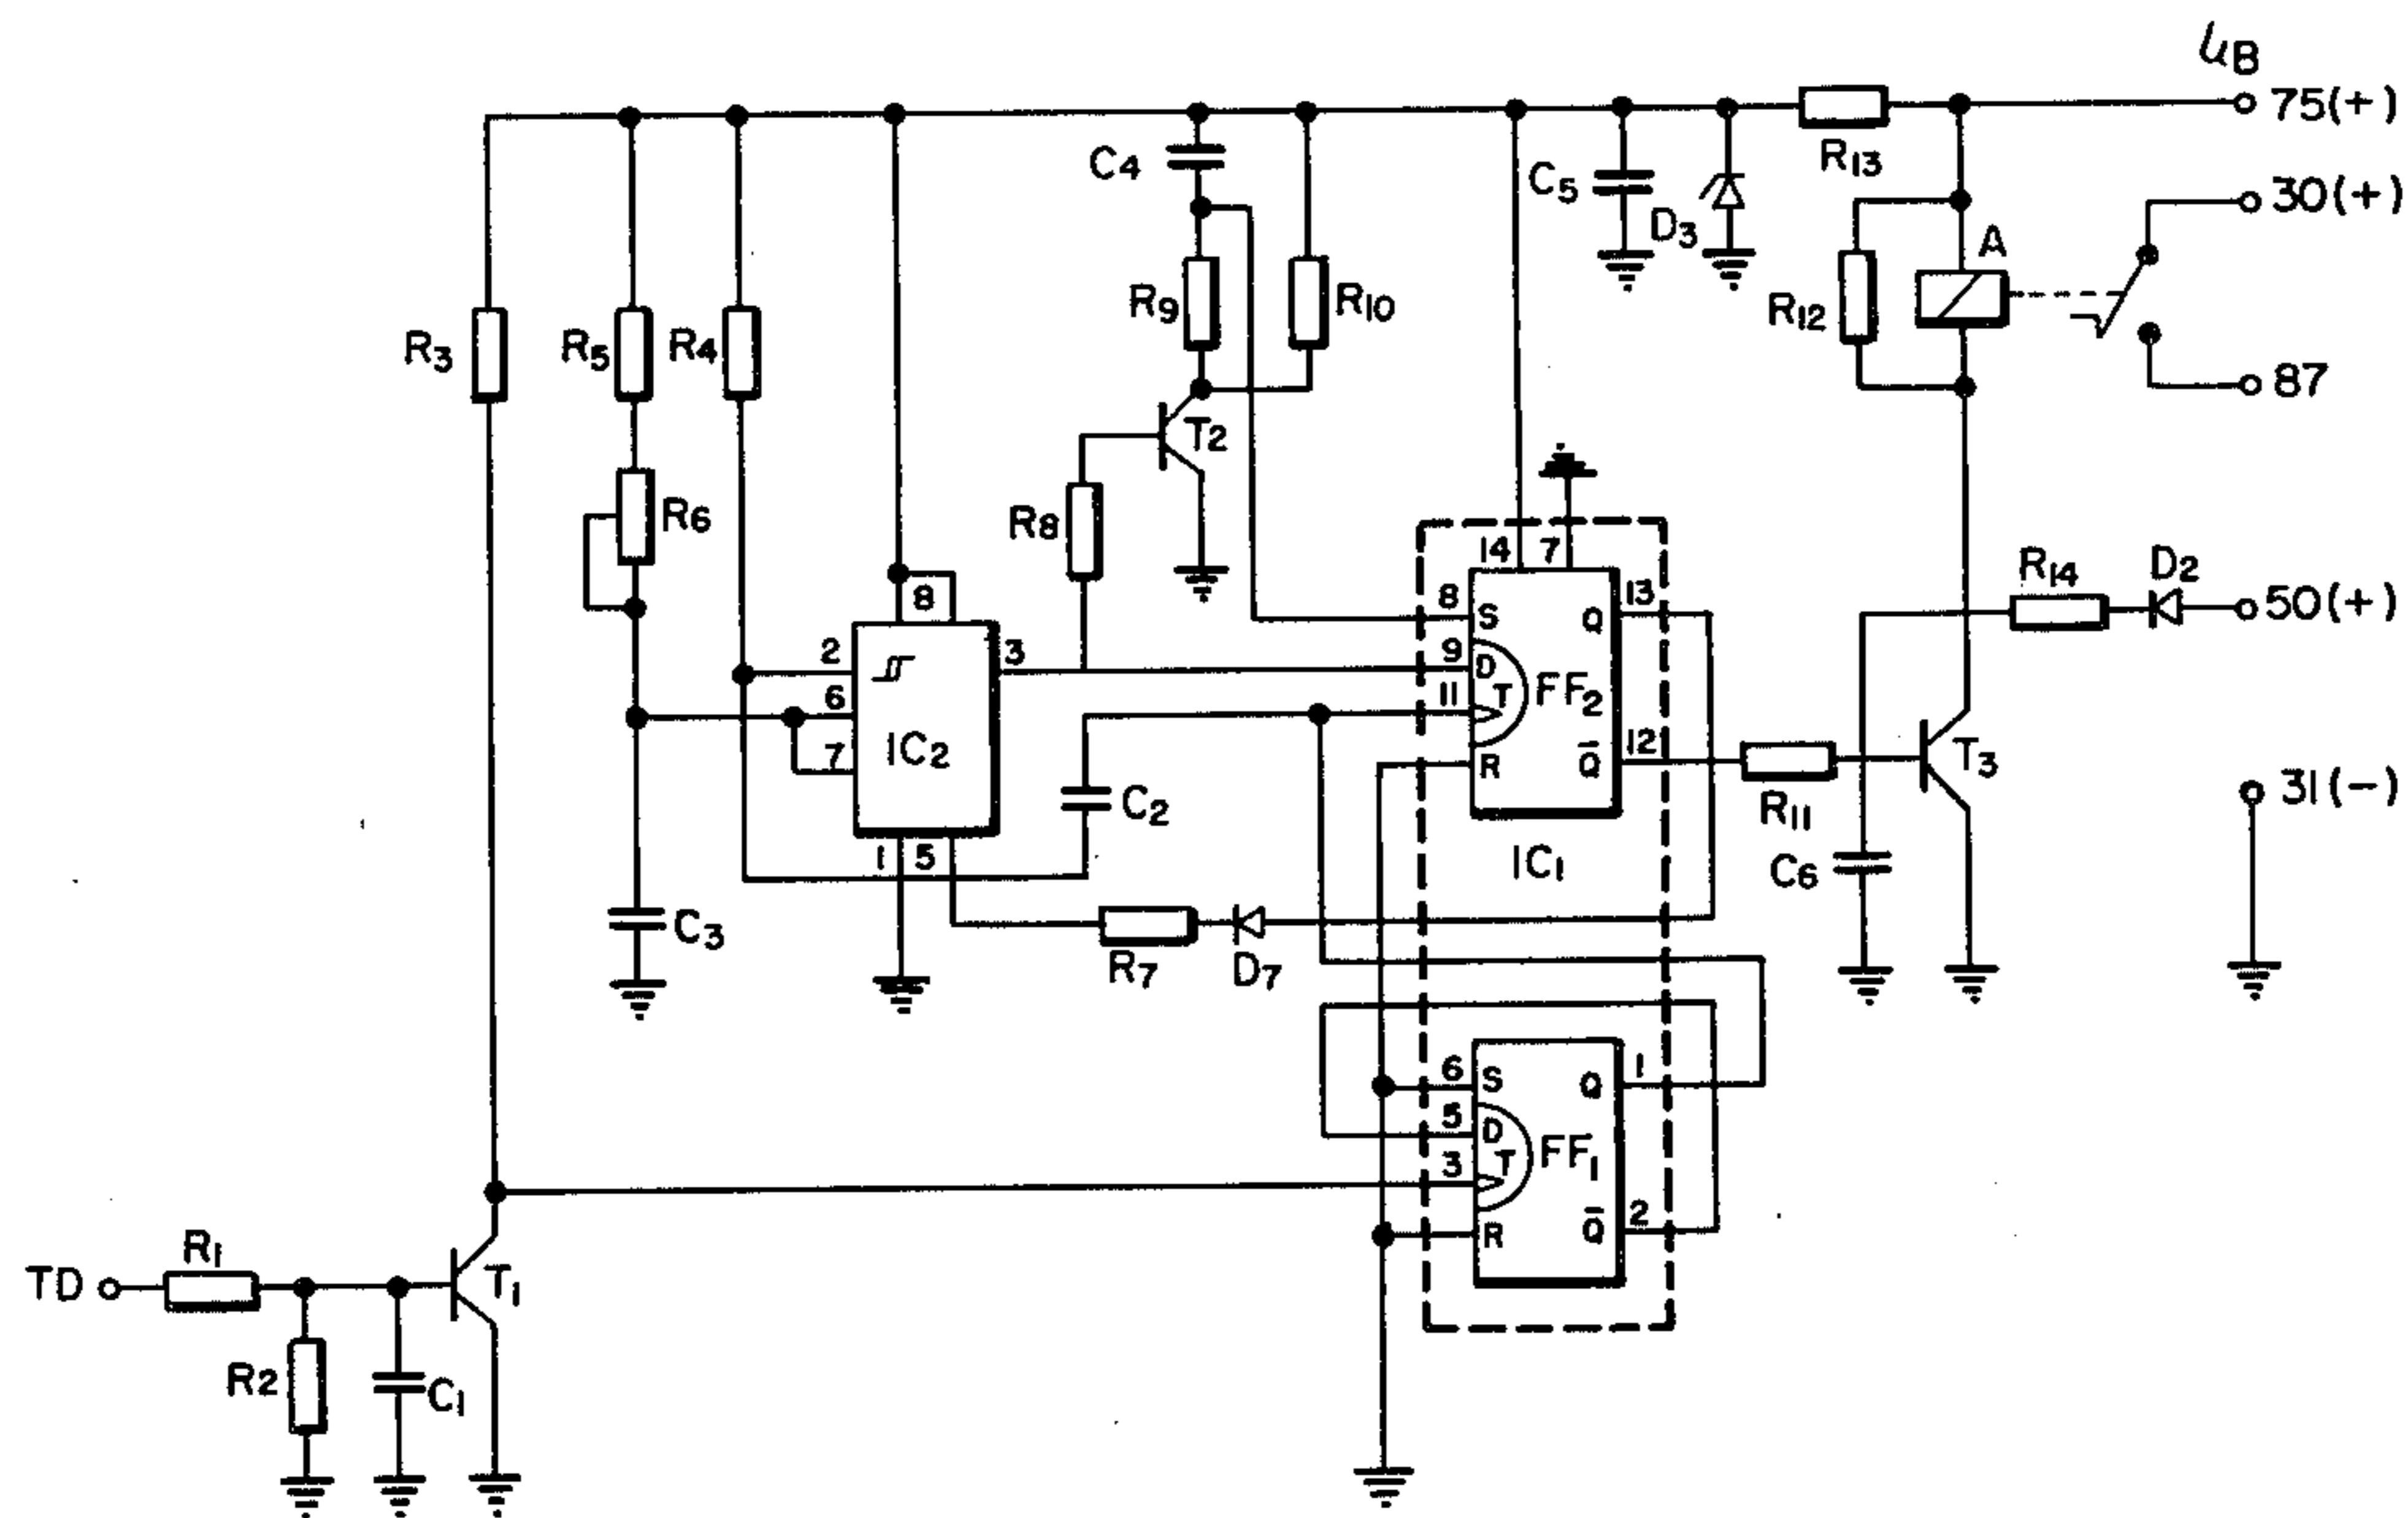 UB
75(+)
C4
C5
D3
R13
30(+)
A
R9
R10
R12
R3
R5
R4
87
T2
R6
R8
14 7
8 S Q 13
2 3
9 D
6
11 T FF2
7 IC2
R Q̅ 12
8
1 5
C2
R14 D2
50(+)
T3
R11
31(-)
IC1
C6
C3
R7 D7
6 S Q 1
5 D
3 T FF1
R Q̅ 2
TD R1 T1
R2 C1